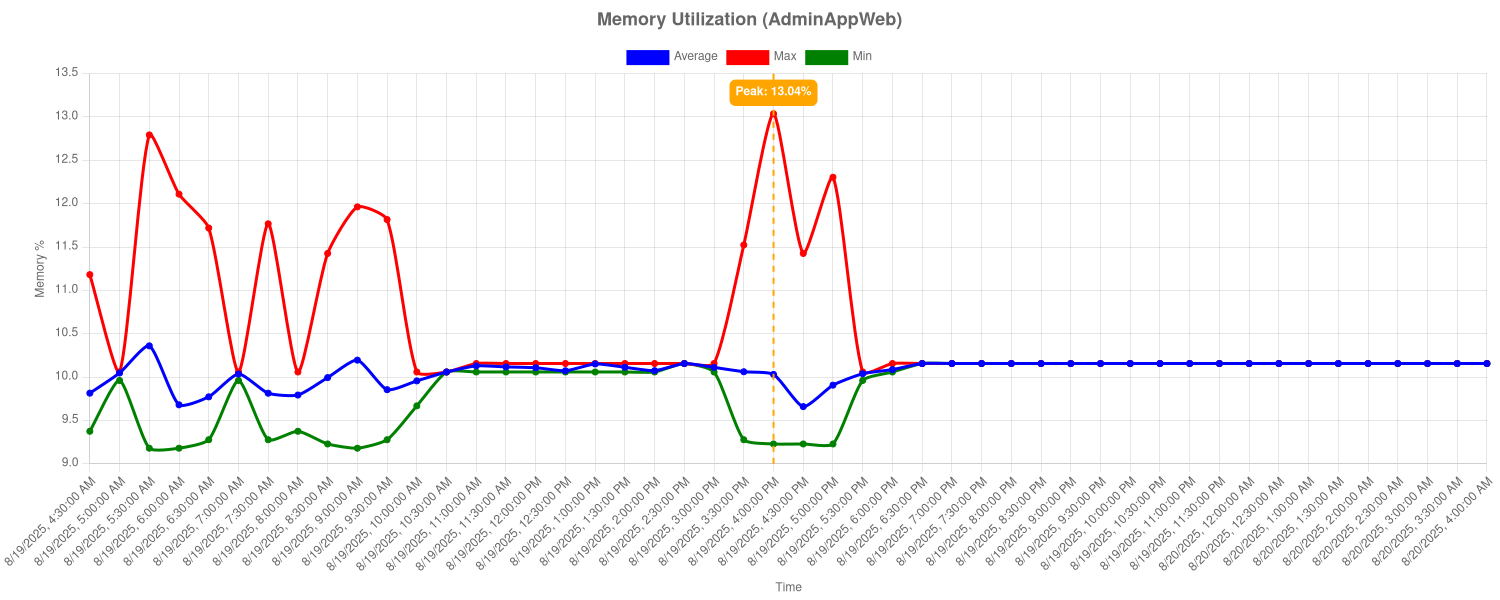 Memory Utilization (AdminAppWeb)
Average Max Min
Peak: 13.04%
13.5
13.0
12.5
12.0
11.5
11.0
10.5
10.0
9.5
9.0
Memory %
8/19/2025, 4:30:00 AM
8/19/2025, 5:00:00 AM
8/19/2025, 5:30:00 AM
8/19/2025, 6:00:00 AM
8/19/2025, 6:30:00 AM
8/19/2025, 7:00:00 AM
8/19/2025, 7:30:00 AM
8/19/2025, 8:00:00 AM
8/19/2025, 8:30:00 AM
8/19/2025, 9:00:00 AM
8/19/2025, 9:30:00 AM
8/19/2025, 10:00:00 AM
8/19/2025, 10:30:00 AM
8/19/2025, 11:00:00 AM
8/19/2025, 11:30:00 AM
8/19/2025, 12:00:00 PM
8/19/2025, 12:30:00 PM
8/19/2025, 1:00:00 PM
8/19/2025, 1:30:00 PM
8/19/2025, 2:00:00 PM
8/19/2025, 2:30:00 PM
8/19/2025, 3:00:00 PM
8/19/2025, 3:30:00 PM
8/19/2025, 4:00:00 PM
8/19/2025, 4:30:00 PM
8/19/2025, 5:00:00 PM
8/19/2025, 5:30:00 PM
8/19/2025, 6:00:00 PM
8/19/2025, 6:30:00 PM
8/19/2025, 7:00:00 PM
8/19/2025, 7:30:00 PM
8/19/2025, 8:00:00 PM
8/19/2025, 8:30:00 PM
8/19/2025, 9:00:00 PM
8/19/2025, 9:30:00 PM
8/19/2025, 10:00:00 PM
8/19/2025, 10:30:00 PM
8/19/2025, 11:00:00 PM
8/19/2025, 11:30:00 PM
8/20/2025, 12:00:00 AM
8/20/2025, 12:30:00 AM
8/20/2025, 1:00:00 AM
8/20/2025, 1:30:00 AM
8/20/2025, 2:00:00 AM
8/20/2025, 2:30:00 AM
8/20/2025, 3:00:00 AM
8/20/2025, 3:30:00 AM
8/20/2025, 4:00:00 AM
Time